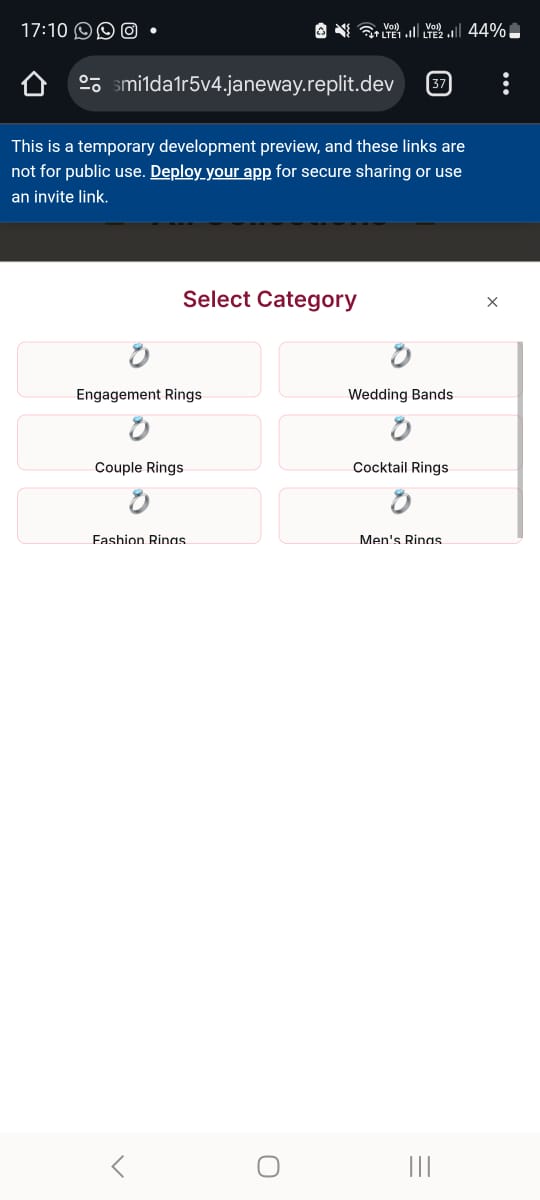 17:10 Vo)) LTE1 Vo)) LTE2 44%
smi1da1r5v4.janeway.replit.dev 37
This is a temporary development preview, and these links are
not for public use. Deploy your app for secure sharing or use
an invite link.
Select Category ×
Engagement Rings Wedding Bands
Couple Rings Cocktail Rings
Fashion Rings Men's Rings